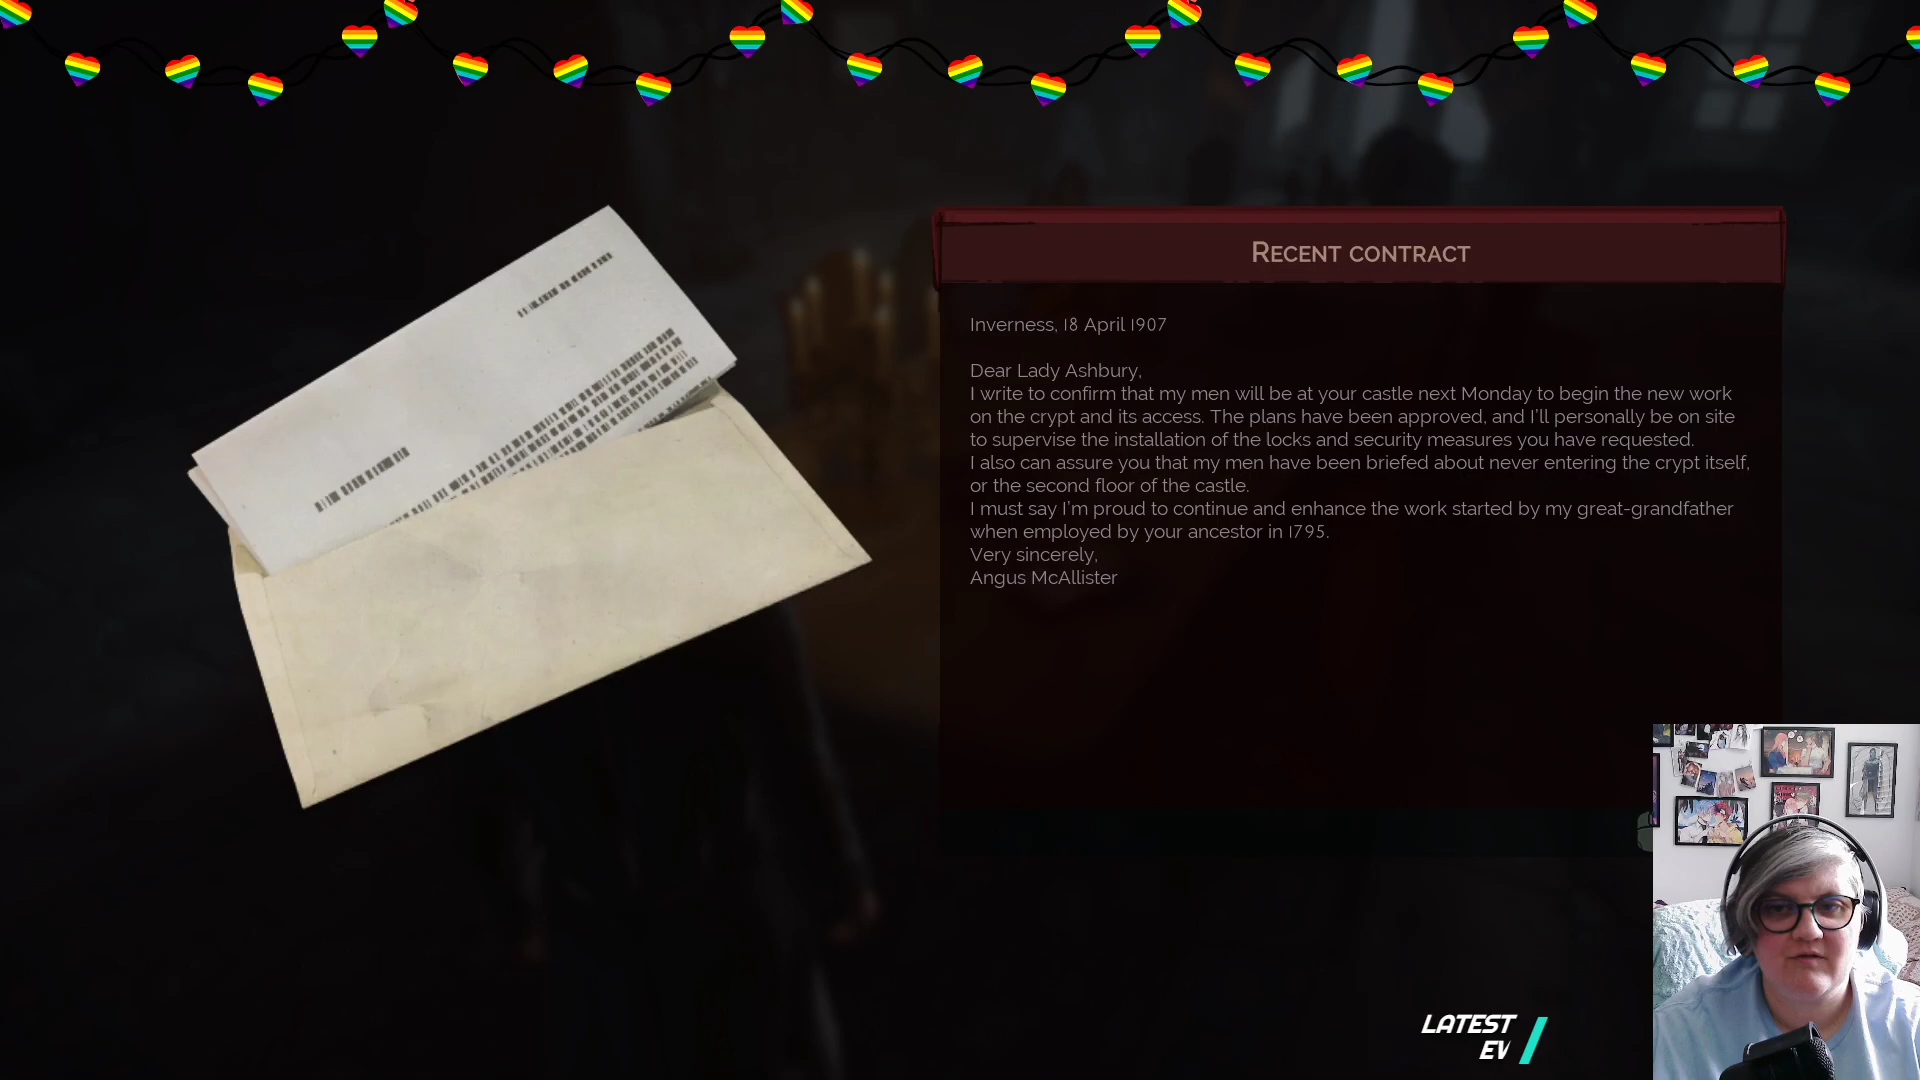 Recent contract
Inverness, 18 April 1907
Dear Lady Ashbury,
I write to confirm that my men will be at your castle next Monday to begin the new work
on the crypt and its access. The plans have been approved, and I'll personally be on site
to supervise the installation of the locks and security measures you have requested.
I also can assure you that my men have been briefed about never entering the crypt itself,
or the second floor of the castle.
I must say I'm proud to continue and enhance the work started by my great-grandfather
when employed by your ancestor in 1795.
Very sincerely,
Angus McAllister
LATEST
EV